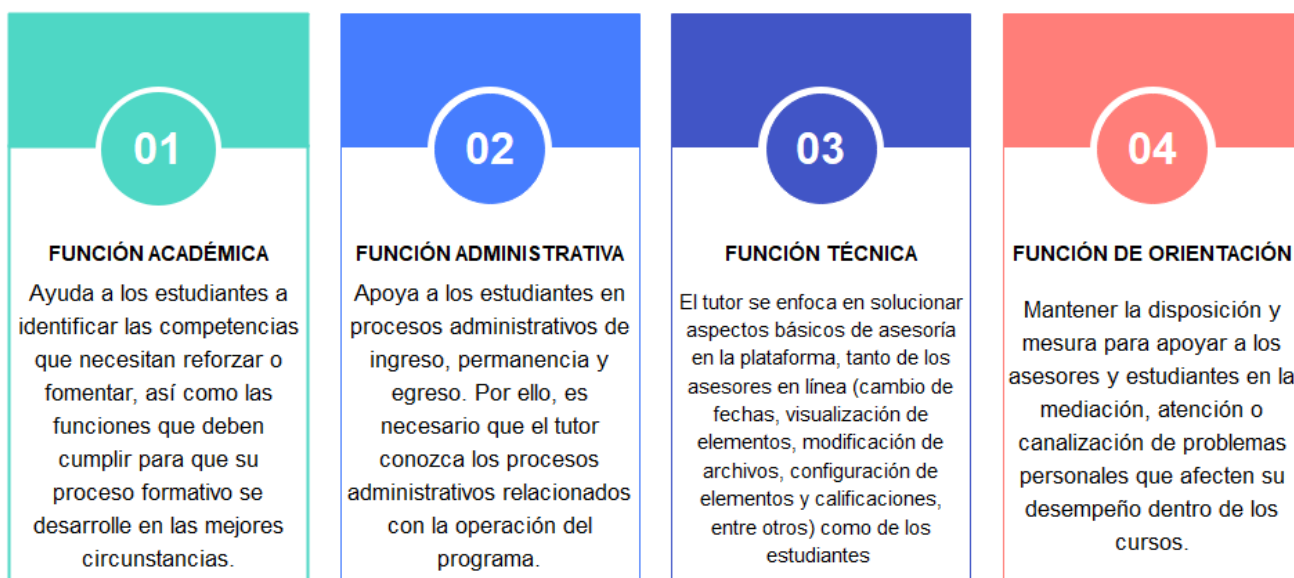 01
FUNCIÓN ACADÉMICA
Ayuda a los estudiantes a
identificar las competencias
que necesitan reforzar o
fomentar, así como las
funciones que deben
cumplir para que su
proceso formativo se
desarrolle en las mejores
circunstancias.
02
FUNCIÓN ADMINISTRATIVA
Apoya a los estudiantes en
procesos administrativos de
ingreso, permanencia y
egreso. Por ello, es
necesario que el tutor
conozca los procesos
administrativos relacionados
con la operación del
programa.
03
FUNCIÓN TÉCNICA
El tutor se enfoca en solucionar
aspectos básicos de asesoría
en la plataforma, tanto de los
asesores en línea (cambio de
fechas, visualización de
elementos, modificación de
archivos, configuración de
elementos y calificaciones,
entre otros) como de los
estudiantes
04
FUNCIÓN DE ORIENTACIÓN
Mantener la disposición y
mesura para apoyar a los
asesores y estudiantes en la
mediación, atención o
canalización de problemas
personales que afecten su
desempeño dentro de los
cursos.